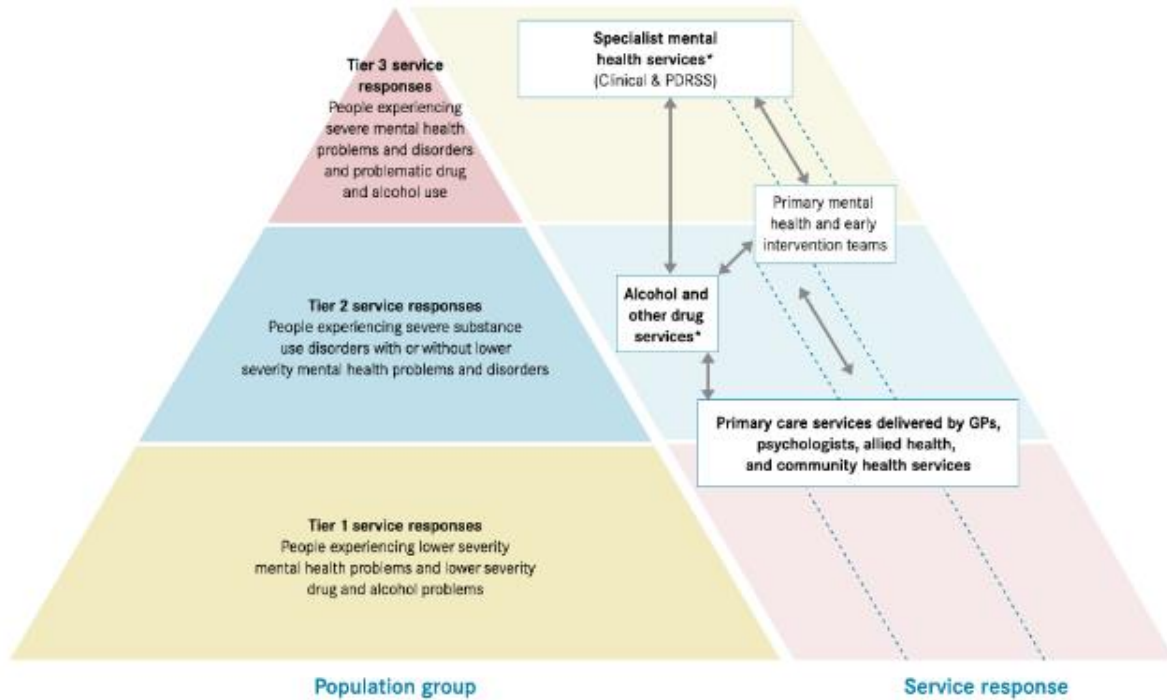 Tier 3 service
responses
People experiencing
severe mental health
problems and disorders
and problematic drug
and alcohol use
Tier 2 service responses
People experiencing severe substance
use disorders with or without lower
severity mental health problems and disorders
Tier 1 service responses
People experiencing lower severity
mental health problems and lower severity
drug and alcohol problems
Population group
Specialist mental
health services*
(Clinical & PDRSS)
Primary mental
health and early
intervention teams
Alcohol and
other drug
services*
Primary care services delivered by GPs,
psychologists, allied health,
and community health services
Service response